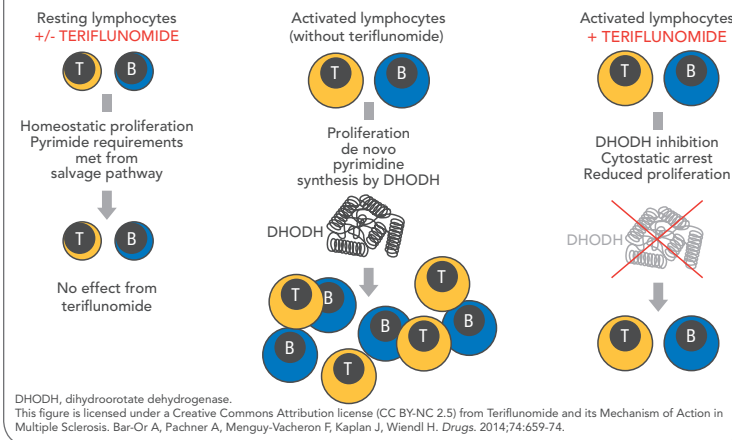 Resting lymphocytes
+/- TERIFLUNOMIDE
T
B
Homeostatic proliferation
Pyrimide requirements
met from
salvage pathway
T
B
No effect from
teriflunomide
Activated lymphocytes
(without teriflunomide)
T
B
Proliferation
de novo
pyrimidine
synthesis by DHODH
DHODH
T
T
B
B
B
T
B
T
Activated lymphocytes
+ TERIFLUNOMIDE
T
B
DHODH inhibition
Cytostatic arrest
Reduced proliferation
DHODH
T
B
DHODH, dihydroorotate dehydrogenase.
This figure is licensed under a Creative Commons Attribution license (CC BY-NC 2.5) from Teriflunomide and its Mechanism of Action in
Multiple Sclerosis. Bar-Or A, Pachner A, Menguy-Vacheron F, Kaplan J, Wiendl H. Drugs. 2014;74:659-74.